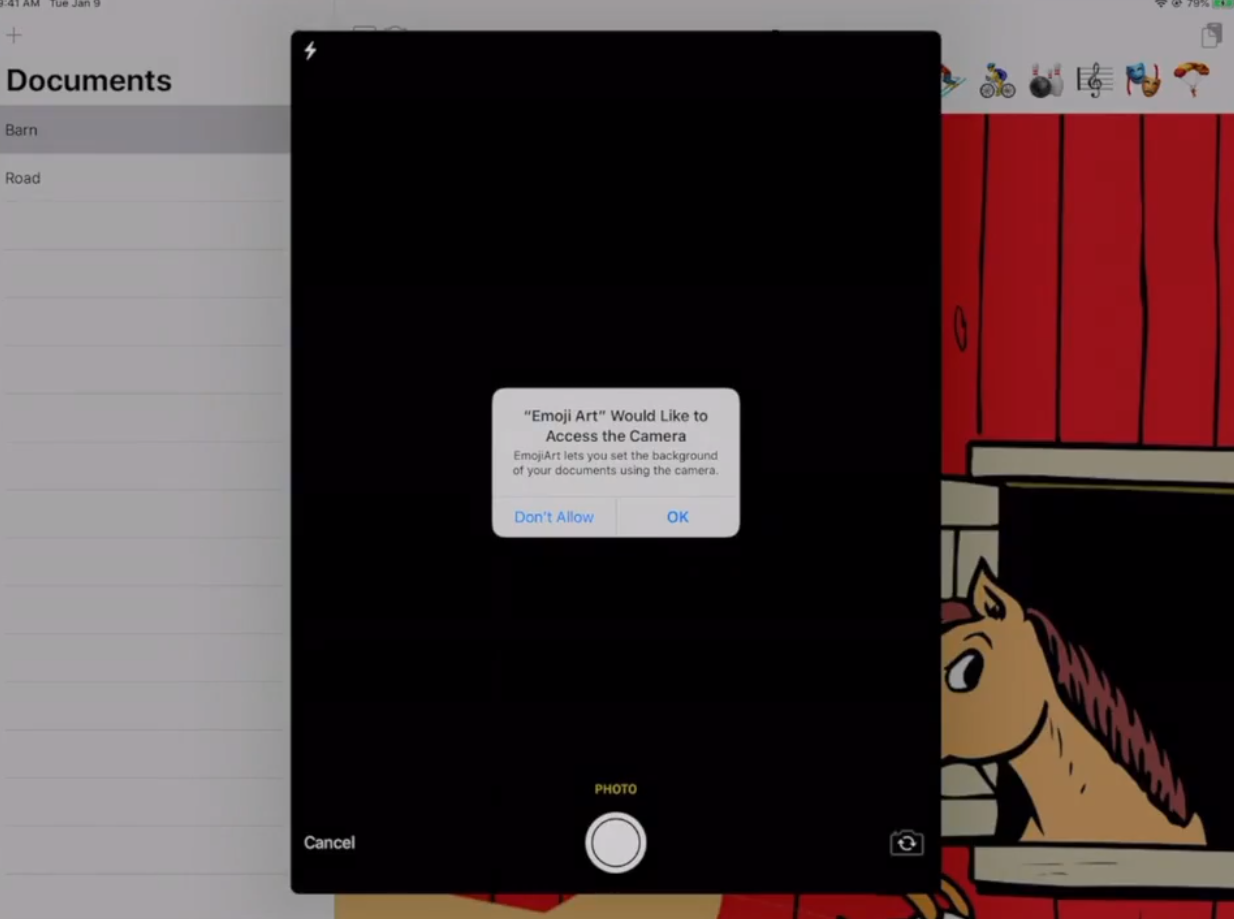 9:41 AM Tue Jan 9
79%
Documents
Barn
Road
“Emoji Art” Would Like to
Access the Camera
EmojiArt lets you set the background
of your documents using the camera.
Don't Allow
OK
PHOTO
Cancel